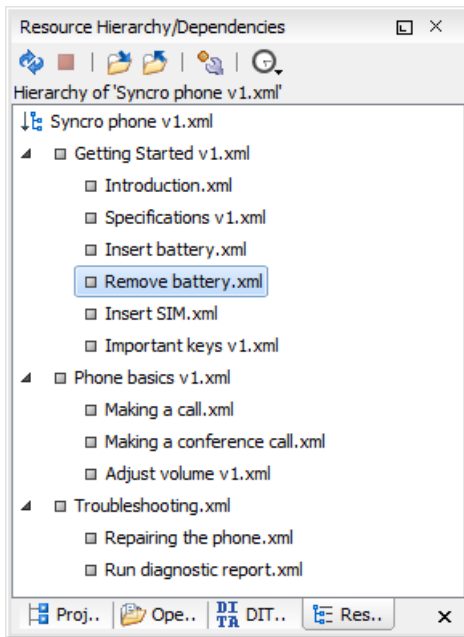 Resource Hierarchy/Dependencies
Hierarchy of 'Syncro phone v1.xml'
Syncro phone v1.xml
Getting Started v1.xml
Introduction.xml
Specifications v1.xml
Insert battery.xml
Remove battery.xml
Insert SIM.xml
Important keys v1.xml
Phone basics v1.xml
Making a call.xml
Making a conference call.xml
Adjust volume v1.xml
Troubleshooting.xml
Repairing the phone.xml
Run diagnostic report.xml
Proj.. Ope.. DITA DIT.. Res..